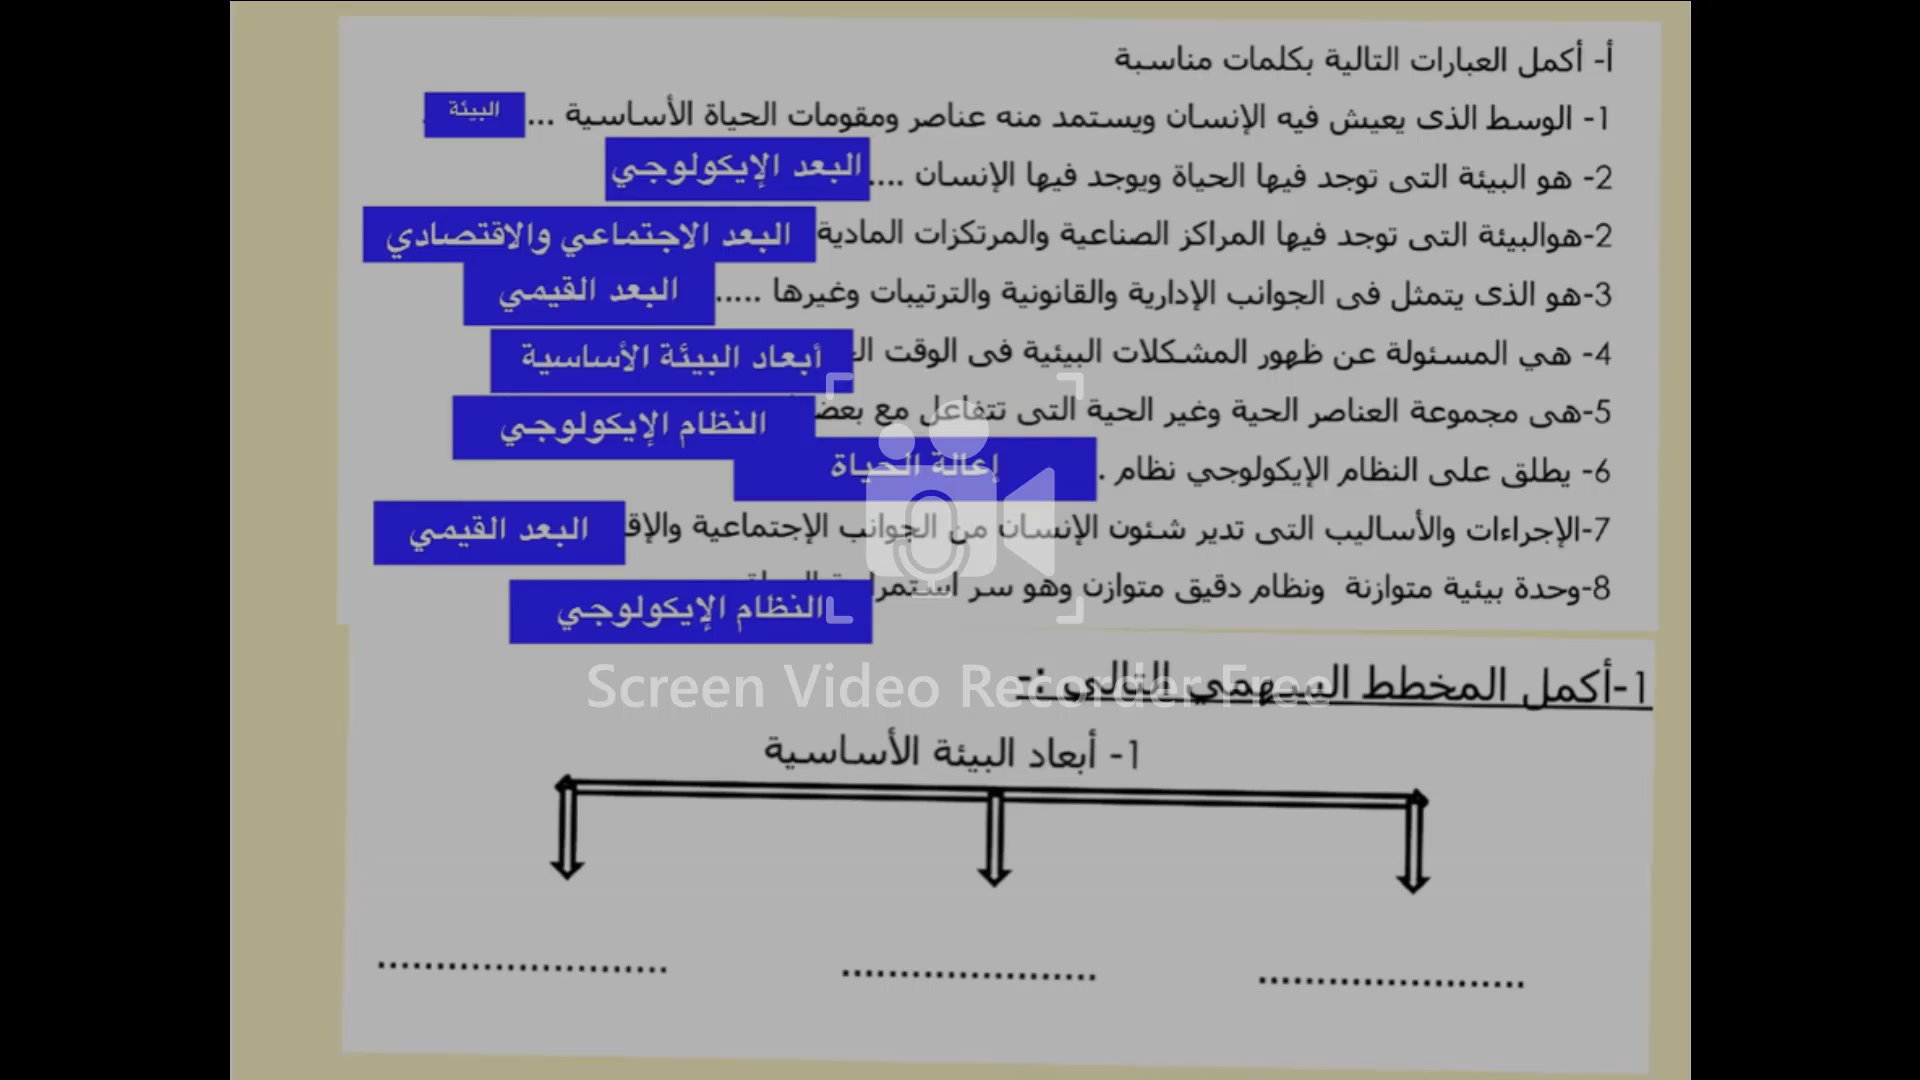 أ- أكمل العبارات التالية بكلمات مناسبة
1- الوسط الذى يعيش فيه الإنسان ويستمد منه عناصر ومقومات الحياة الأساسية ... البيئة
2- هو البيئة التى توجد فيها الحياة ويوجد فيها الإنسان .... البعد الإيكولوجي
2-هوالبيئة التى توجد فيها المراكز الصناعية والمرتكزات المادية البعد الاجتماعي والاقتصادي
3-هو الذى يتمثل فى الجوانب الإدارية والقانونية والترتيبات وغيرها ..... البعد القيمي
4- هي المسئولة عن ظهور المشكلات البيئية فى الوقت أبعاد البيئة الأساسية
5-هى مجموعة العناصر الحية وغير الحية التى تتفاعل مع النظام الإيكولوجي
6- يطلق على النظام الإيكولوجي نظام . إعالة الحياة
7-الإجراءات والأساليب التى تدير شئون الإنسان من الجوانب الإجتماعية البعد القيمي
8-وحدة بيئية متوازنة ونظام دقيق متوازن وهو سر النظام الإيكولوجي
Screen Video Recorder Free
1-أكمل المخطط السهمي التالى :-
1- أبعاد البيئة الأساسية